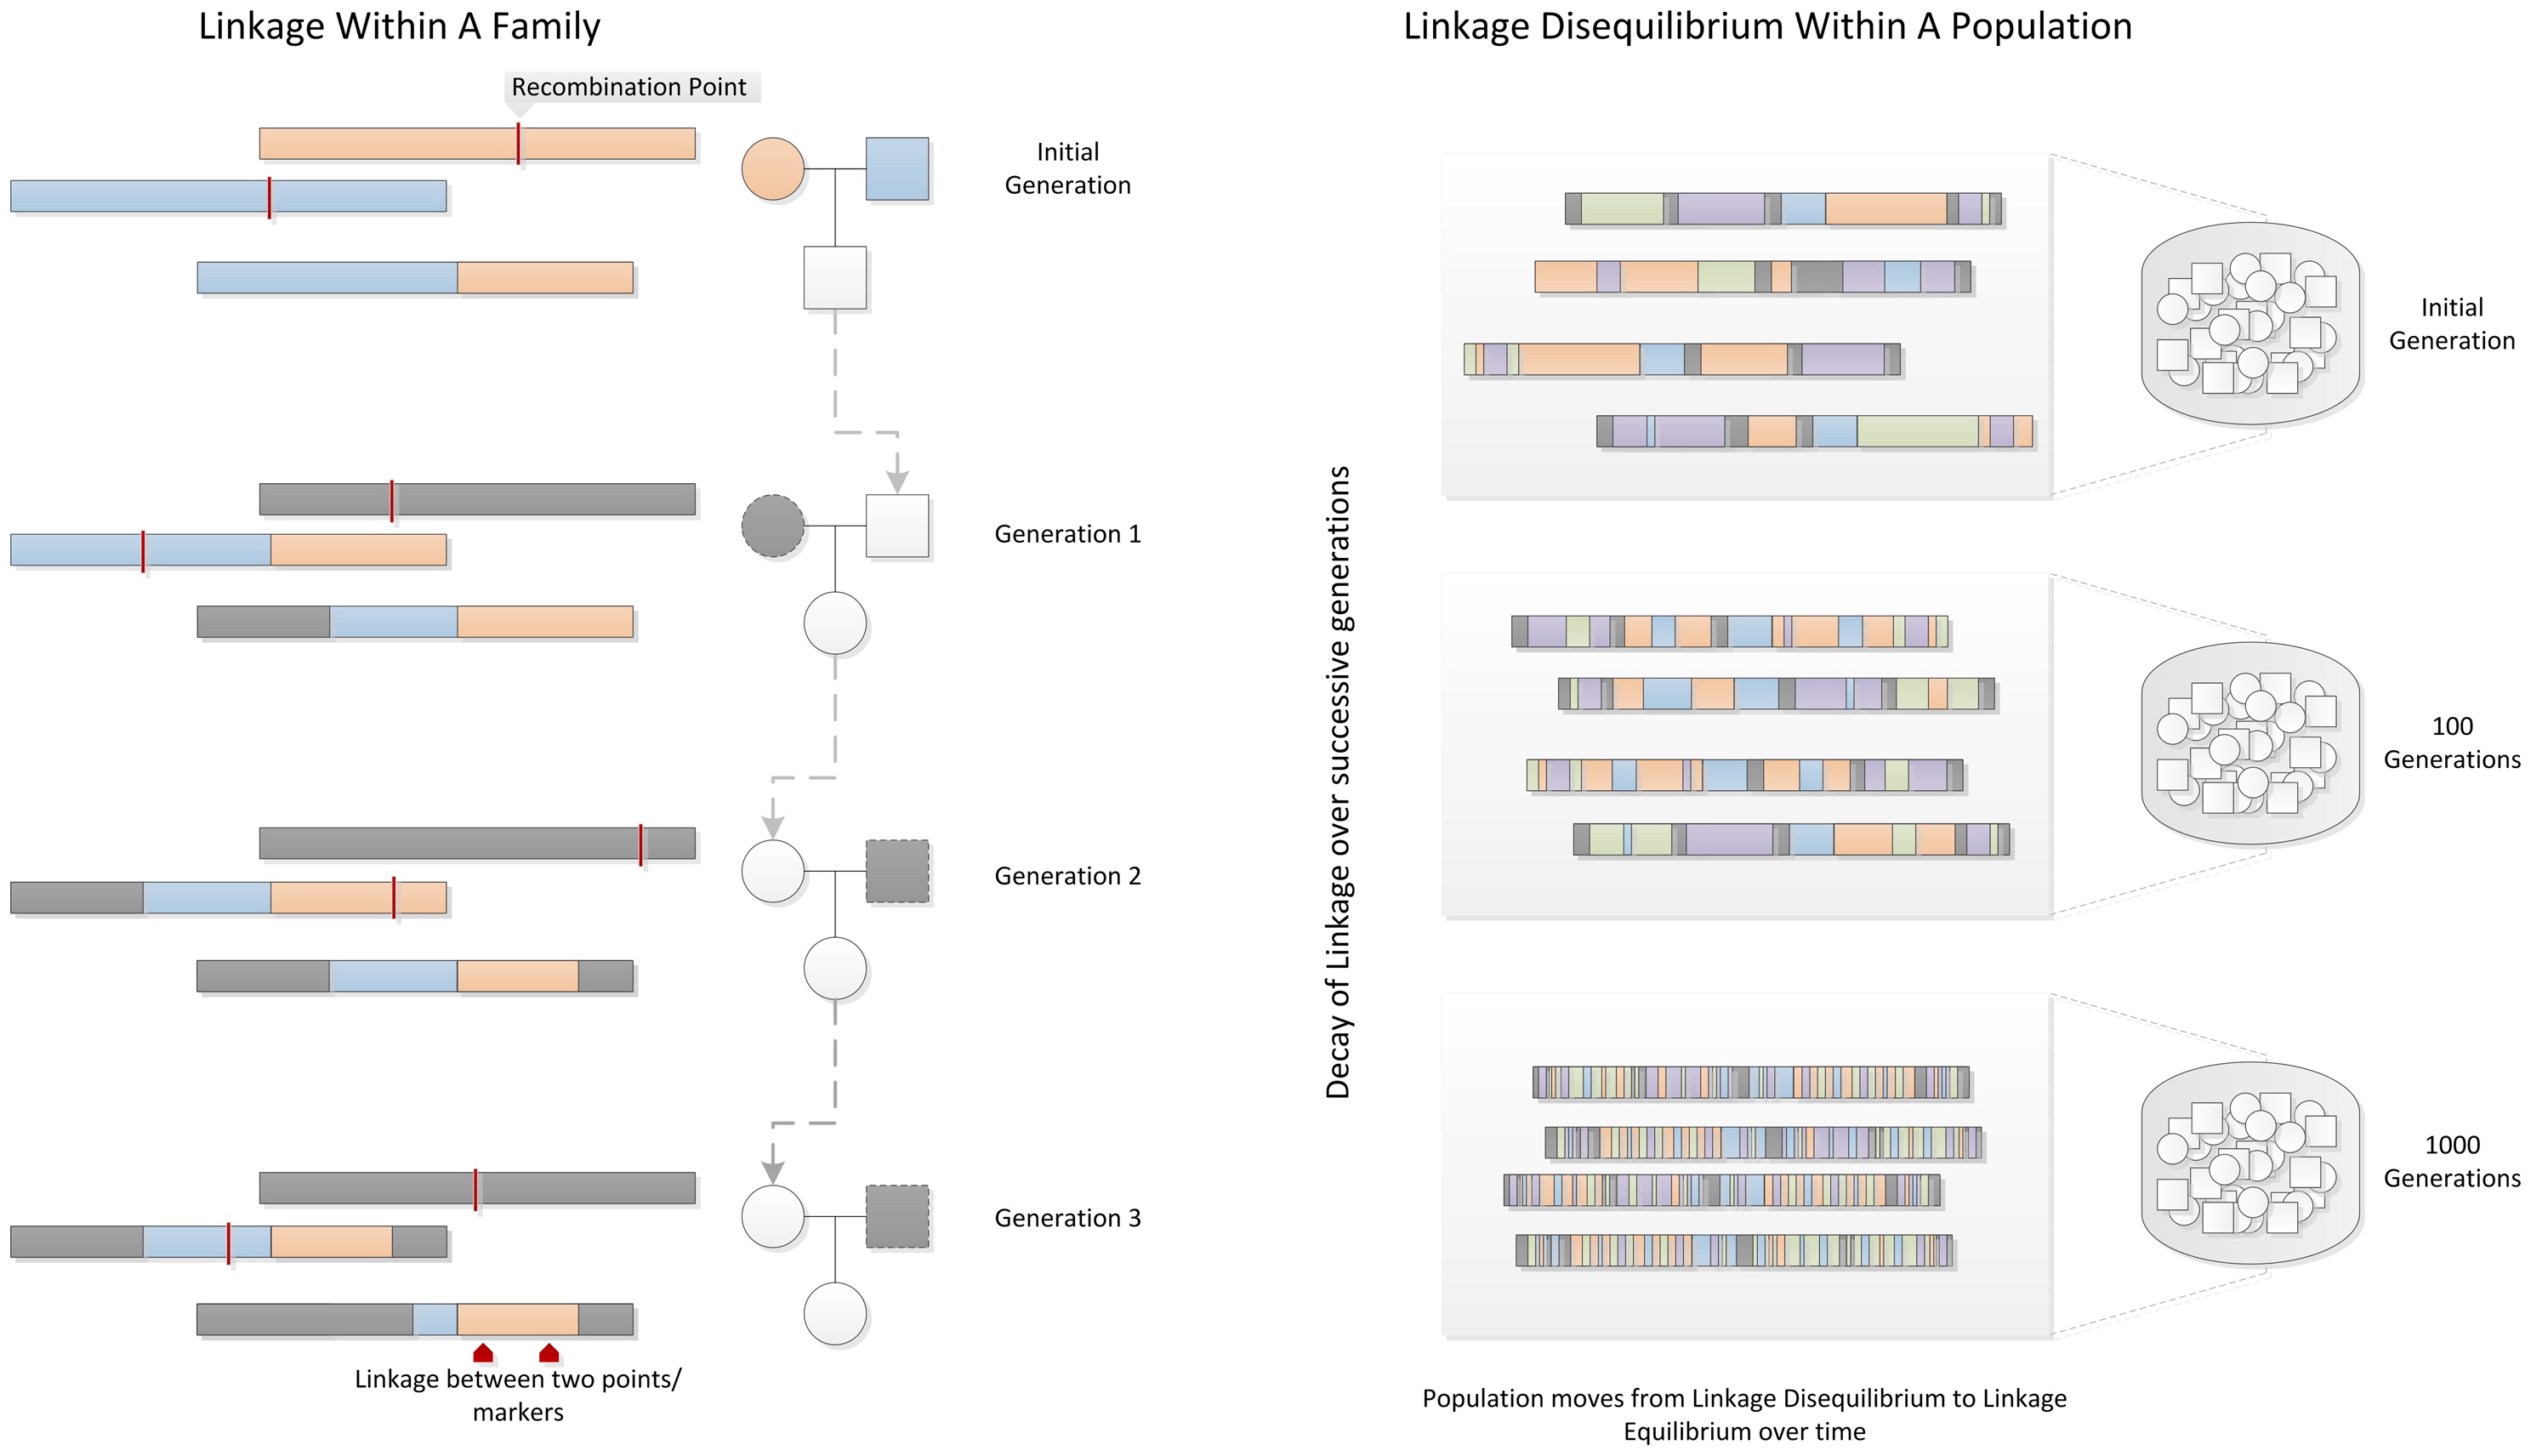 Linkage Within A Family
Recombination Point
Initial
Generation
Generation 1
Generation 2
Generation 3
Linkage between two points/
markers
Linkage Disequilibrium Within A Population
Decay of Linkage over successive generations
Initial
Generation
100
Generations
1000
Generations
Population moves from Linkage Disequilibrium to Linkage
Equilibrium over time